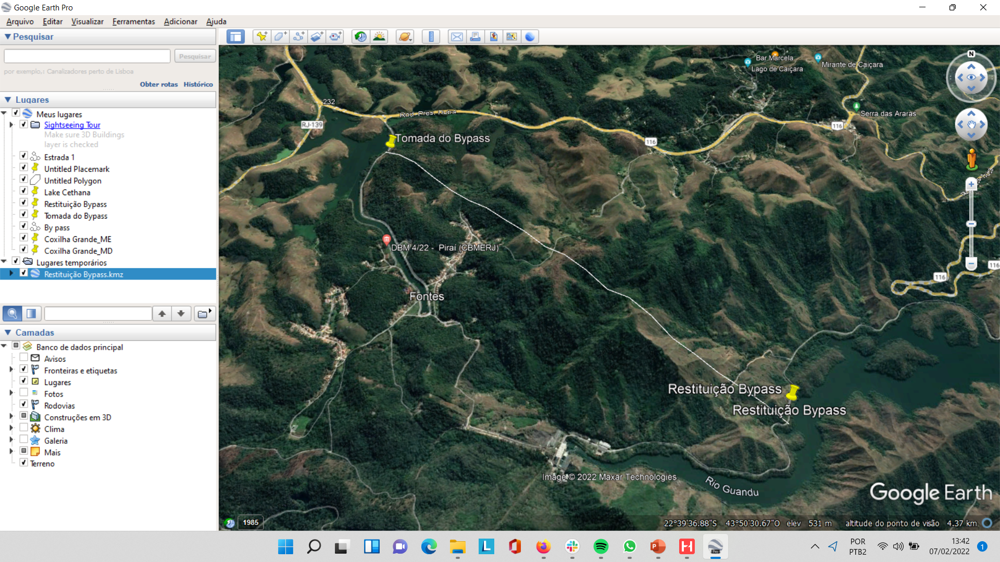 Google Earth Pro
Arquivo Editar Visualizar Ferramentas Adicionar Ajuda
Pesquisar
Pesquisar
por exemplo,: Canalizadores perto de Lisboa
Obter rotas Histórico
Lugares
Meus lugares
Sightseeing Tour
Make sure 3D Buildings
layer is checked
Estrada 1
Untitled Placemark
Untitled Polygon
Lake Cethana
Restituição Bypass
Tomada do Bypass
By pass
Coxilha Grande_ME
Coxilha Grande_MD
Lugares temporários
Restituição Bypass.kmz
Camadas
Banco de dados principal
Avisos
Fronteiras e etiquetas
Lugares
Fotos
Rodovias
Construções em 3D
Clima
Galeria
Mais
Terreno
Bar Marcela
Lago de Caiçara
Mirante de Caiçara
N
232
Rod. Pres. Dutra
Serra das Araras
RJ-139
116
116
Tomada do Bypass
DBM 4/22 - Piraí (CBMERJ)
116
116
Fontes
Restituição Bypass
Restituição Bypass
Image © 2022 Maxar Technologies
Rio Guandu
Google Earth
1985
22°39'36.88"S 43°50'30.67"O elev 531 m altitude do ponto de visão 4.37 km
POR
PTB2
13:42
07/02/2022
1